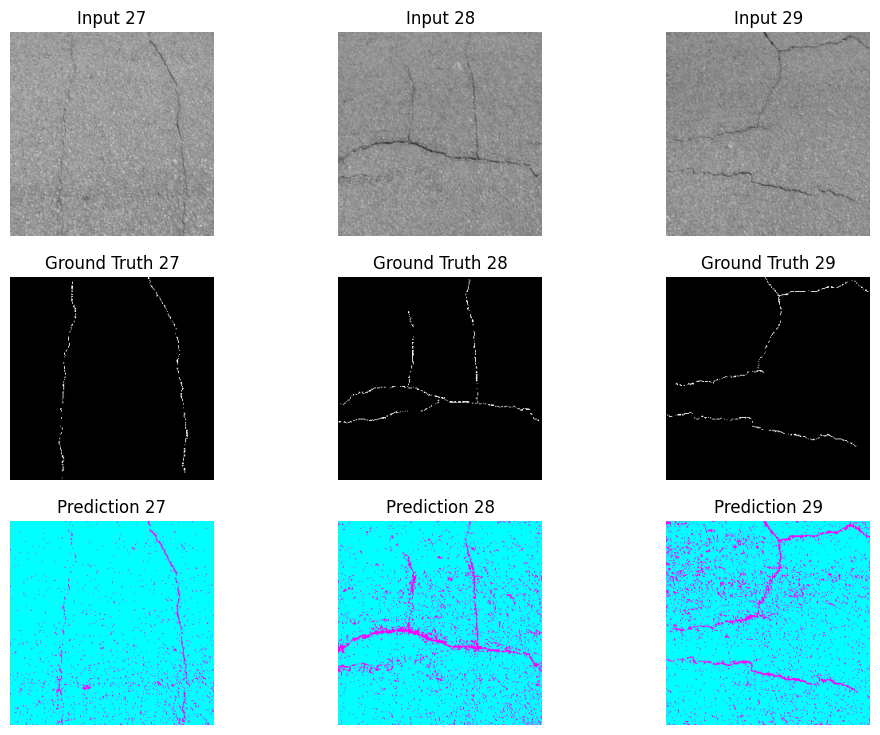 Input 27
Input 28
Input 29
Ground Truth 27
Ground Truth 28
Ground Truth 29
Prediction 27
Prediction 28
Prediction 29